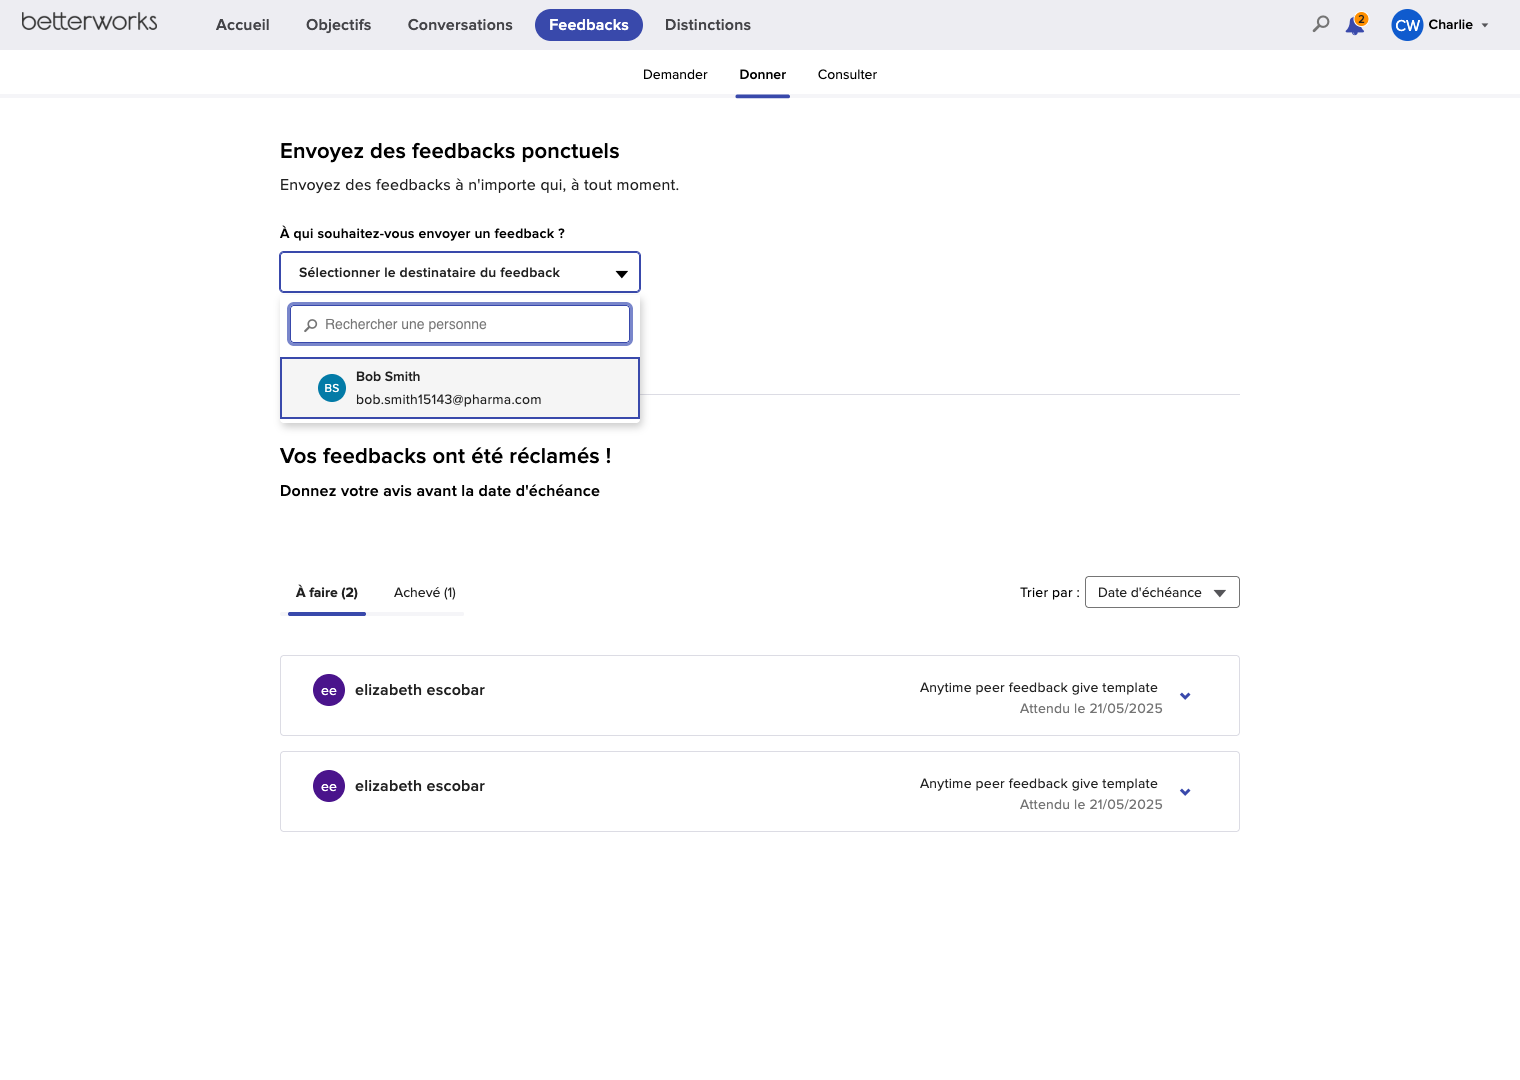 betterworks
Accueil
Objectifs
Conversations
Feedbacks
Distinctions
2
CW
Charlie
Demander
Donner
Consulter
Envoyez des feedbacks ponctuels
Envoyez des feedbacks à n'importe qui, à tout moment.
À qui souhaitez-vous envoyer un feedback ?
Sélectionner le destinataire du feedback
Rechercher une personne
BS
Bob Smith
bob.smith15143@pharma.com
Vos feedbacks ont été réclamés !
Donnez votre avis avant la date d'échéance
À faire (2)
Achevé (1)
Trier par :
Date d'échéance
ee
elizabeth escobar
Anytime peer feedback give template
Attendu le 21/05/2025
ee
elizabeth escobar
Anytime peer feedback give template
Attendu le 21/05/2025